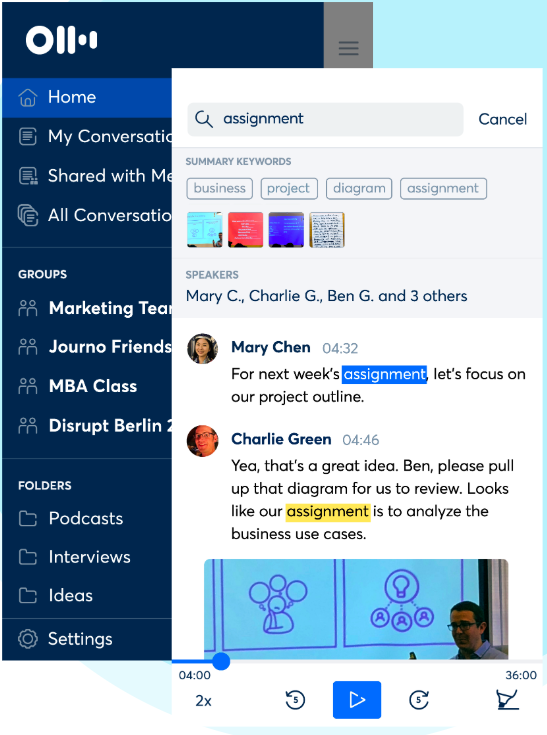 Home
My Conversatio
Shared with Me
All Conversatio
GROUPS
Marketing Tea
Journo Friends
MBA Class
Disrupt Berlin 2
FOLDERS
Podcasts
Interviews
Ideas
Settings
assignment
Cancel
SUMMARY KEYWORDS
business project diagram assignment
SPEAKERS
Mary C., Charlie G., Ben G. and 3 others
Mary Chen 04:32
For next week's assignment, let's focus on
our project outline.
Charlie Green 04:46
Yea, that's a great idea. Ben, please pull
up that diagram for us to review. Looks
like our assignment is to analyze the
business use cases.
04:00 36:00
2x 5 5